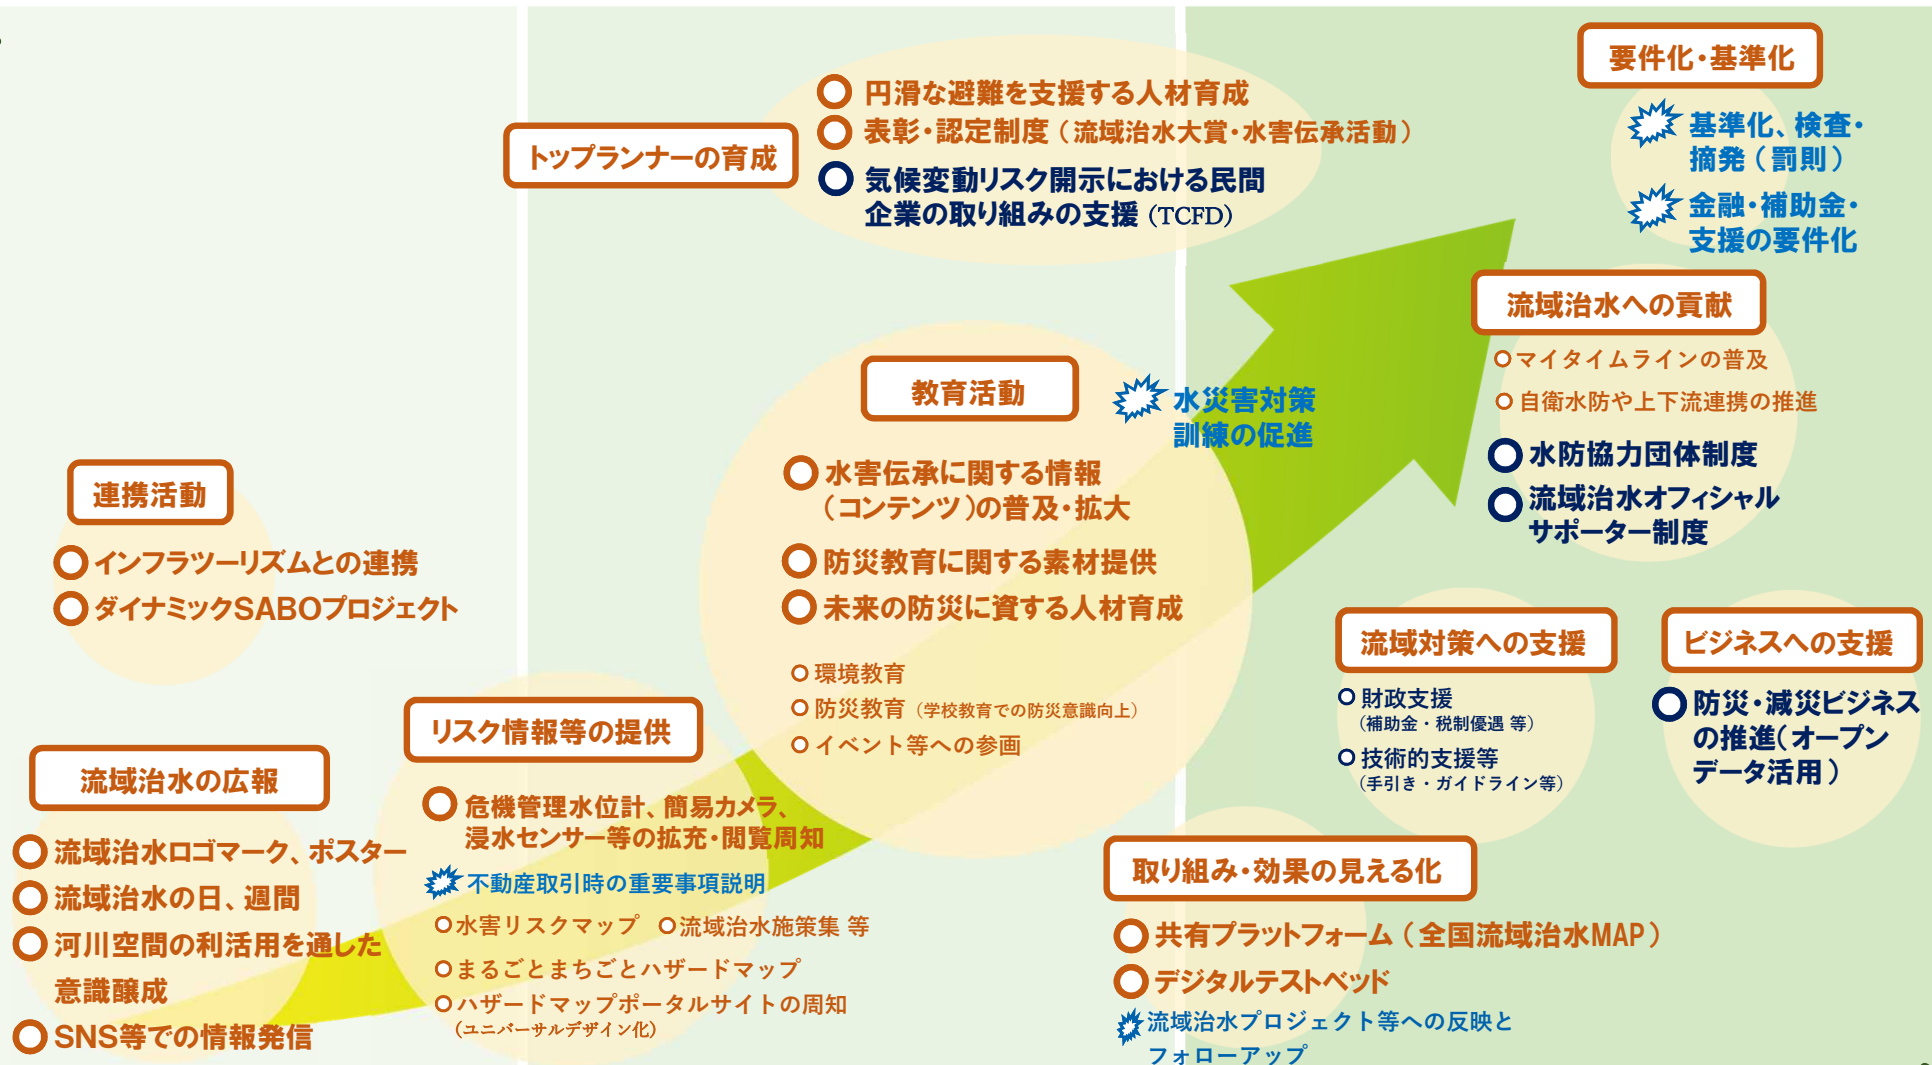 要件化・基準化
基準化、検査・
摘発（罰則）
金融・補助金・
支援の要件化
トップランナーの育成
円滑な避難を支援する人材育成
表彰・認定制度（流域治水大賞・水害伝承活動）
気候変動リスク開示における民間
企業の取り組みの支援（TCFD）
流域治水への貢献
マイタイムラインの普及
自衛水防や上下流連携の推進
水防協力団体制度
流域治水オフィシャル
サポーター制度
教育活動
水災害対策
訓練の促進
水害伝承に関する情報
（コンテンツ）の普及・拡大
防災教育に関する素材提供
未来の防災に資する人材育成
環境教育
防災教育（学校教育での防災意識向上）
イベント等への参画
連携活動
インフラツーリズムとの連携
ダイナミックSABOプロジェクト
流域対策への支援
財政支援
（補助金・税制優遇 等）
技術的支援等
（手引き・ガイドライン等）
ビジネスへの支援
防災・減災ビジネス
の推進（オープン
データ活用）
リスク情報等の提供
危機管理水位計、簡易カメラ、
浸水センサー等の拡充・閲覧周知
不動産取引時の重要事項説明
水害リスクマップ 流域治水施策集 等
まるごとまちごとハザードマップ
ハザードマップポータルサイトの周知
（ユニバーサルデザイン化）
流域治水の広報
流域治水ロゴマーク、ポスター
流域治水の日、週間
河川空間の利活用を通した
意識醸成
SNS等での情報発信
取り組み・効果の見える化
共有プラットフォーム（全国流域治水MAP）
デジタルテストベッド
流域治水プロジェクト等への反映と
フォローアップ